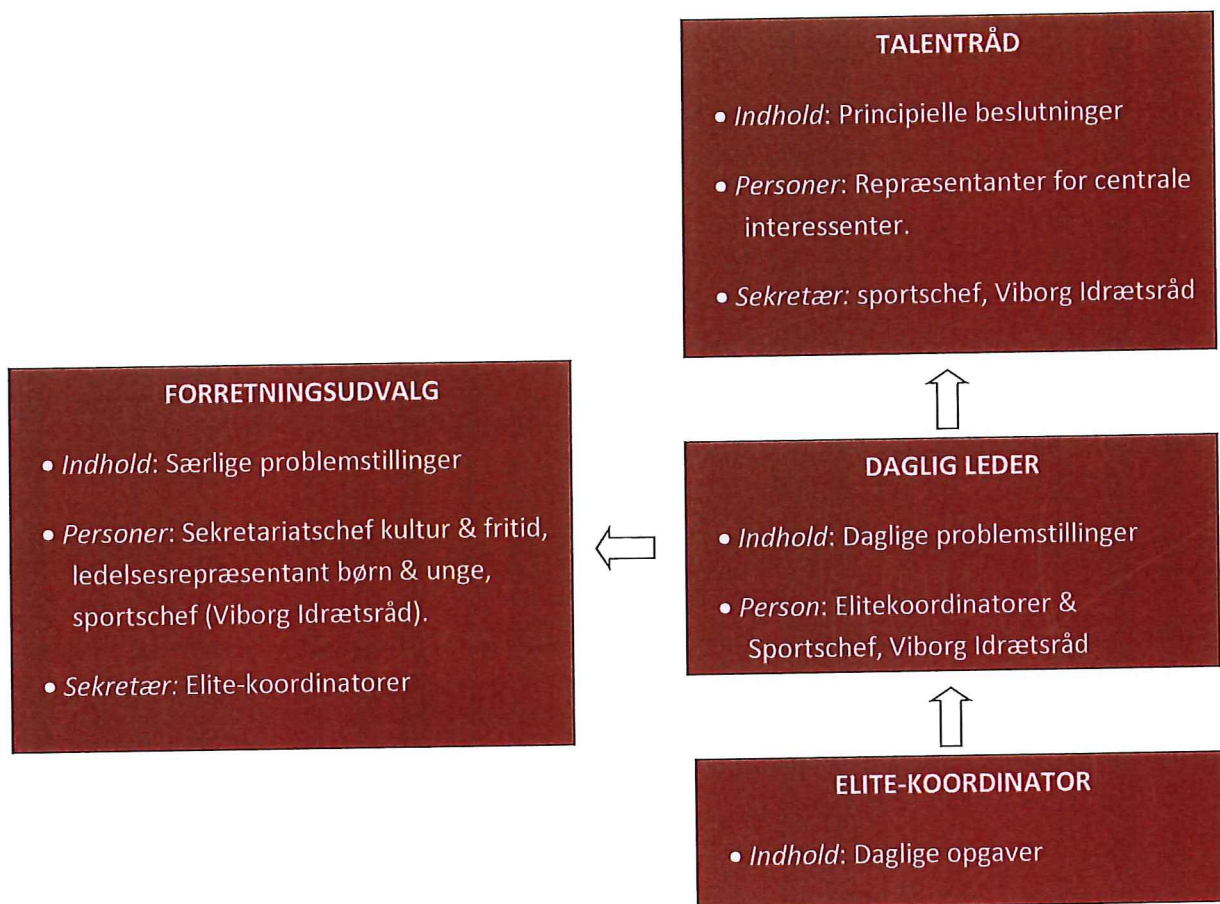 TALENTRÅD
• Indhold: Principielle beslutninger
• Personer: Repræsentanter for centrale
interessenter.
• Sekretær: sportschef, Viborg Idrætsråd
FORRETNINGSUDVALG
• Indhold: Særlige problemstillinger
• Personer: Sekretariatschef kultur & fritid,
ledelsesrepræsentant børn & unge,
sportschef (Viborg Idrætsråd).
• Sekretær: Elite-koordinatorer
DAGLIG LEDER
• Indhold: Daglige problemstillinger
• Person: Elitekoordinatorer &
Sportschef, Viborg Idrætsråd
ELITE-KOORDINATOR
• Indhold: Daglige opgaver